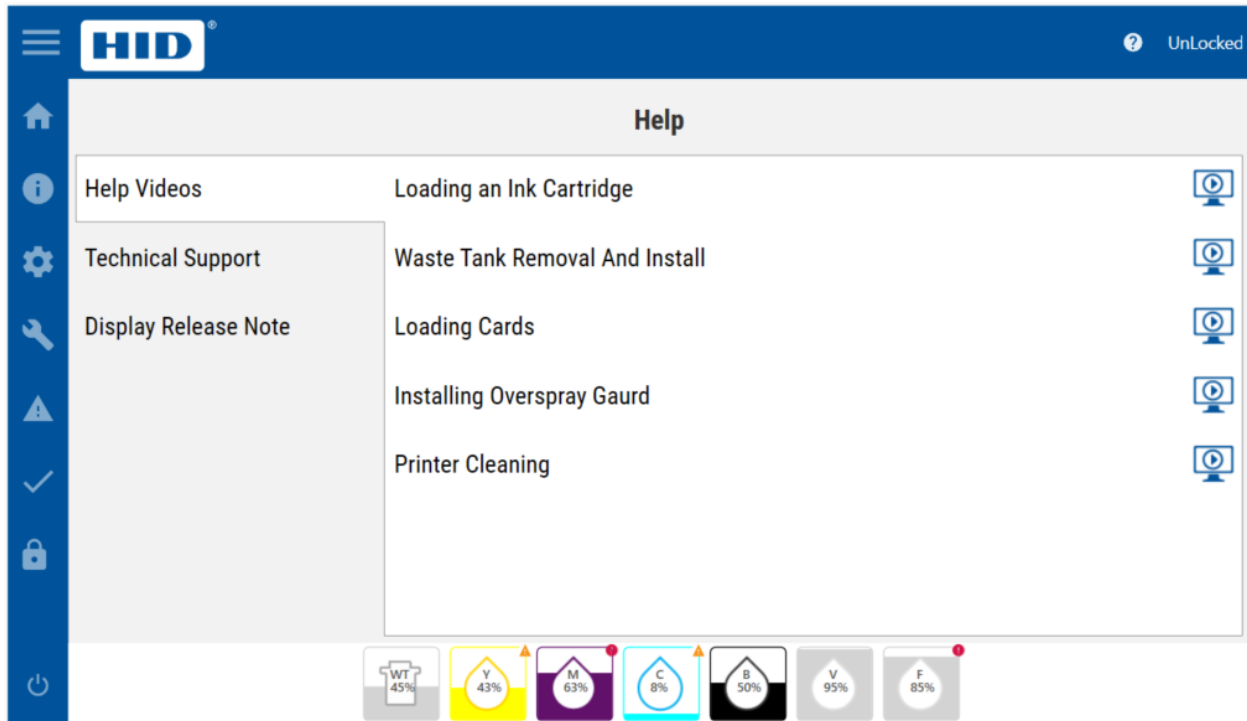 HID®
? UnLocked
Help
Help Videos
Loading an Ink Cartridge
Technical Support
Waste Tank Removal And Install
Display Release Note
Loading Cards
Installing Overspray Gaurd
Printer Cleaning
WT
45%
Y
43%
M
63%
C
8%
B
50%
V
95%
F
85%